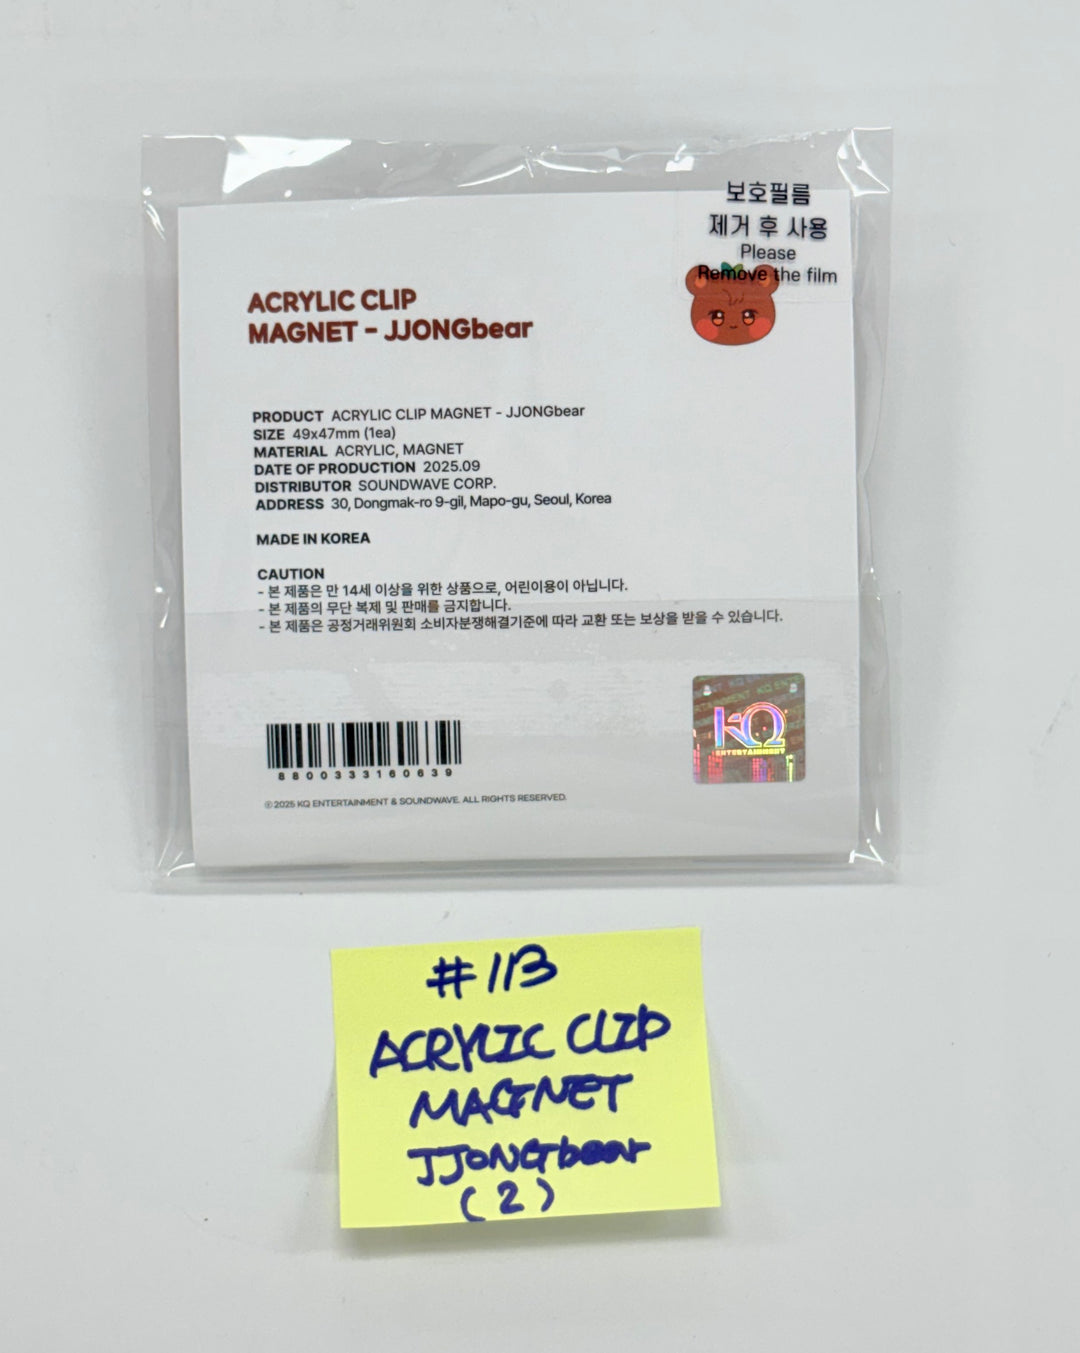 보호필름
제거 후 사용
Please
Remove the film
ACRYLIC CLIP
MAGNET - JJONGbear
PRODUCT ACRYLIC CLIP MAGNET - JJONGbear
SIZE 49x47mm (1ea)
MATERIAL ACRYLIC, MAGNET
DATE OF PRODUCTION 2025.09
DISTRIBUTOR SOUNDWAVE CORP.
ADDRESS 30, Dongmak-ro 9-gil, Mapo-gu, Seoul, Korea
MADE IN KOREA
CAUTION
- 본 제품은 만 14세 이상을 위한 상품으로, 어린이용이 아닙니다.
- 본 제품의 무단 복제 및 판매를 금지합니다.
- 본 제품은 공정거래위원회 소비자분쟁해결기준에 따라 교환 또는 보상을 받을 수 있습니다.
KQ
ENTERTAINMENT
8800333160639
ⓒ 2025 KQ ENTERTAINMENT & SOUNDWAVE. ALL RIGHTS RESERVED.
#113
ACRYLIC CLIP
MAGNET
JJONGbear
(2)